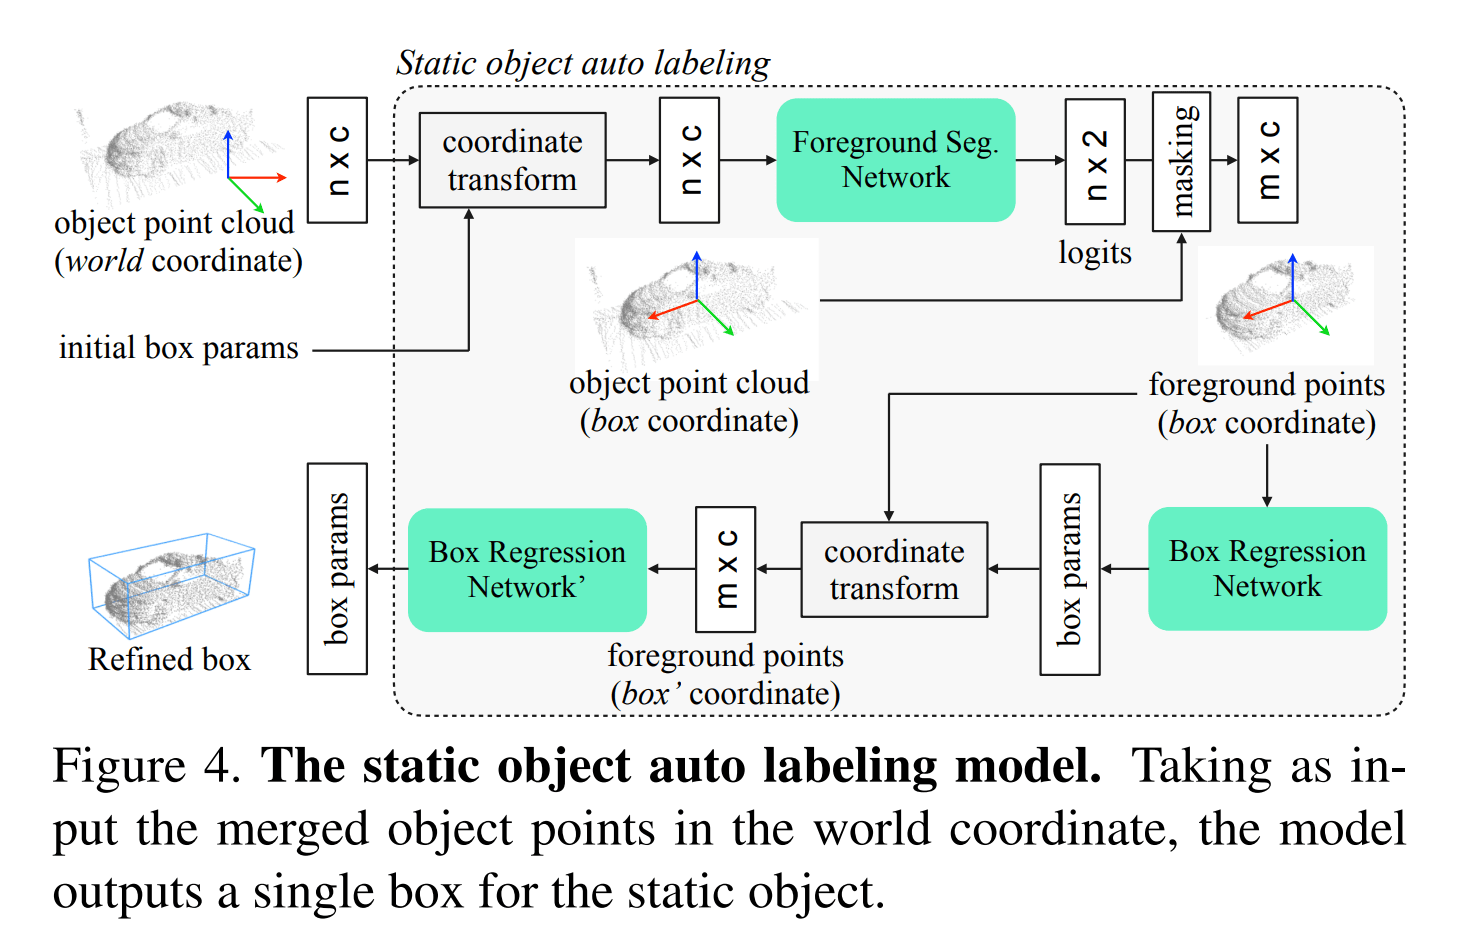 Static object auto labeling
n x c
coordinate
transform
n x c
Foreground Seg.
Network
n x 2
masking
m x c
logits
object point cloud
(world coordinate)
initial box params
object point cloud
(box coordinate)
foreground points
(box coordinate)
Box Regression
Network
box params
coordinate
transform
m x c
foreground points
(box’ coordinate)
Box Regression
Network’
box params
Refined box
Figure 4. The static object auto labeling model. Taking as in-
put the merged object points in the world coordinate, the model
outputs a single box for the static object.